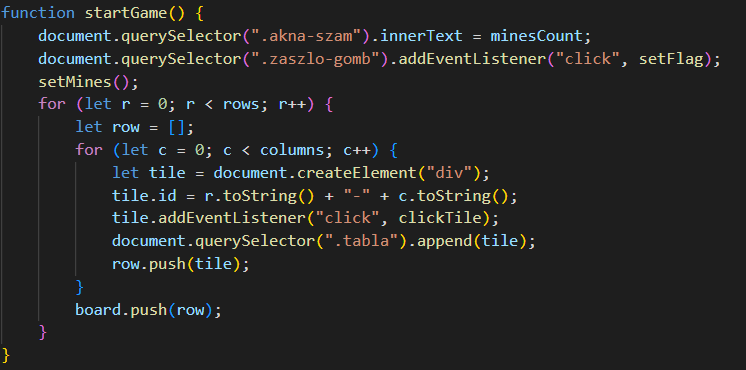 function startGame() {
    document.querySelector(".akna-szam").innerText = minesCount;
    document.querySelector(".zaszlo-gomb").addEventListener("click", setFlag);
    setMines();
    for (let r = 0; r < rows; r++) {
        let row = [];
        for (let c = 0; c < columns; c++) {
            let tile = document.createElement("div");
            tile.id = r.toString() + "-" + c.toString();
            tile.addEventListener("click", clickTile);
            document.querySelector(".tabla").append(tile);
            row.push(tile);
        }
        board.push(row);
    }
}